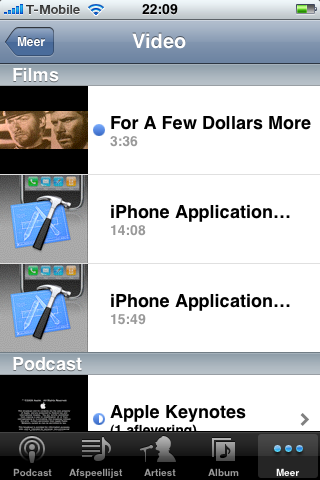 T-Mobile 22:09
Meer Video
Films
For A Few Dollars More
3:36
iPhone Application…
14:08
iPhone Application…
15:49
Podcast
Apple Keynotes
(1 aflevering)
Podcast Afspeellijst Artiest Album Meer